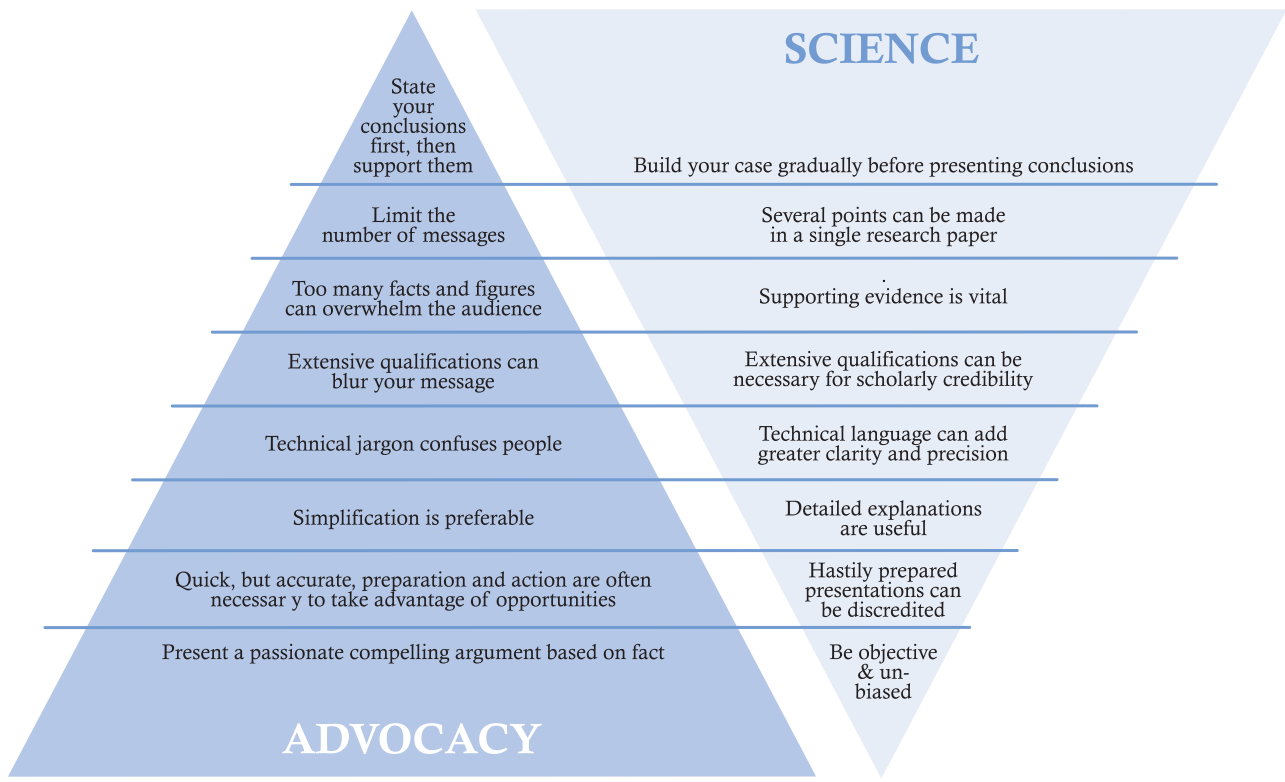 SCIENCE
State
your
conclusions
first, then
support them
Build your case gradually before presenting conclusions
Limit the
number of messages
Several points can be made
in a single research paper
Too many facts and figures
can overwhelm the audience
Supporting evidence is vital
Extensive qualifications can
blur your message
Extensive qualifications can be
necessary for scholarly credibility
Technical jargon confuses people
Technical language can add
greater clarity and precision
Simplification is preferable
Detailed explanations
are useful
Quick, but accurate, preparation and action are often
necessar y to take advantage of opportunities
Hastily prepared
presentations can
be discredited
Present a passionate compelling argument based on fact
Be objective
& un-
biased
ADVOCACY